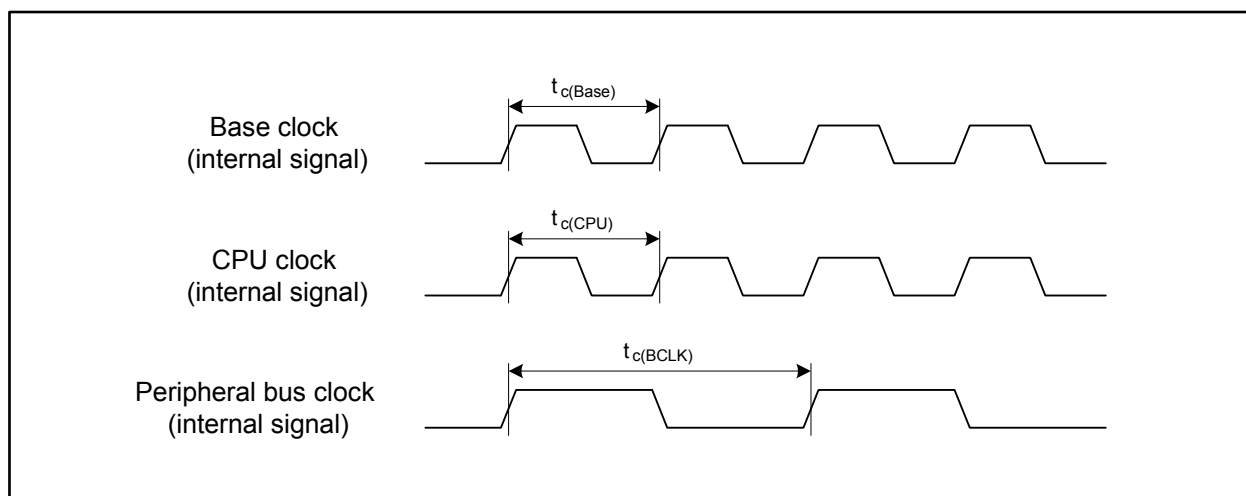 t c(Base)
Base clock
(internal signal)
t c(CPU)
CPU clock
(internal signal)
t c(BCLK)
Peripheral bus clock
(internal signal)